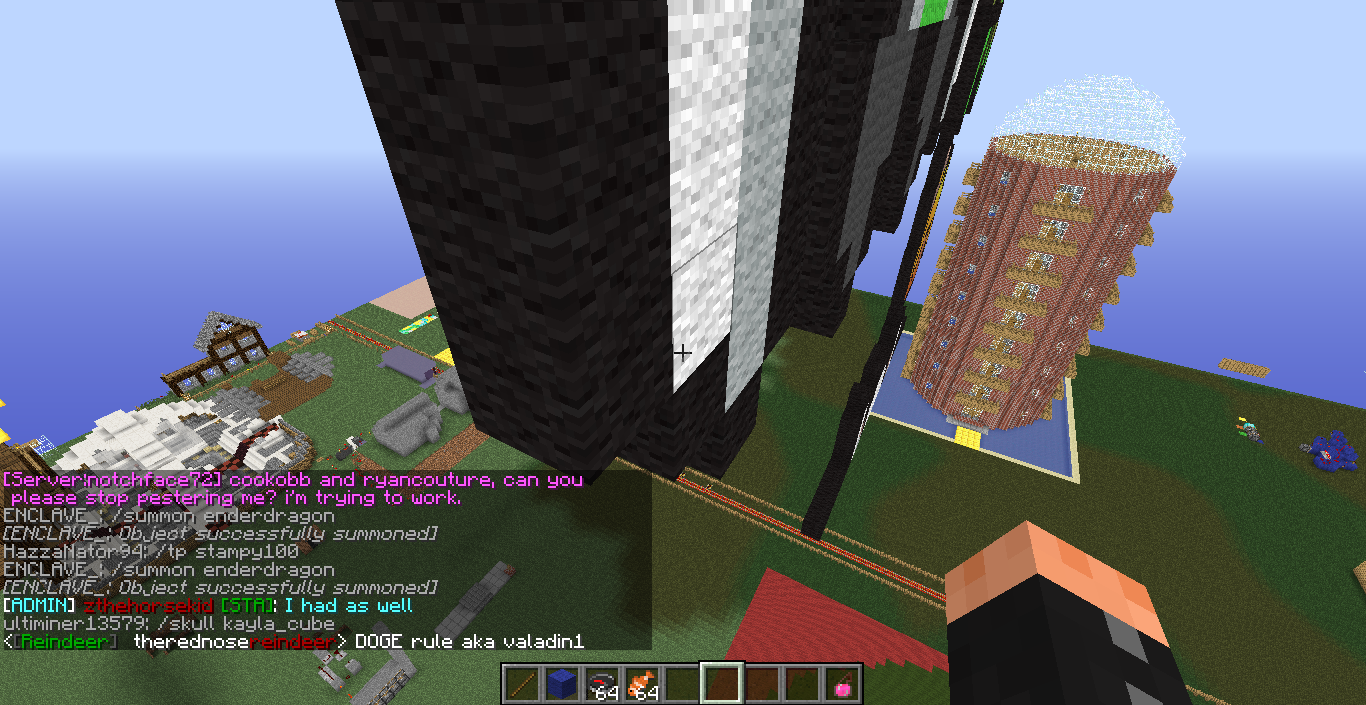 [Server!notchface72] cookobb and ryancouture, can you
please stop pestering me? i'm trying to work.
ENCLAVE_: /summon enderdragon
[ENCLAVE_: Object successfully summoned]
HazzaNator94: /tp stampy100
ENCLAVE_: /summon enderdragon
[ENCLAVE_: Object successfully summoned]
[ADMIN] zthehorsekid [STA]: I had as well
ultiminer13579: /skull kayla_cube
<[Reindeer] therednosereindeer> DOGE rule aka valadin1
64 64